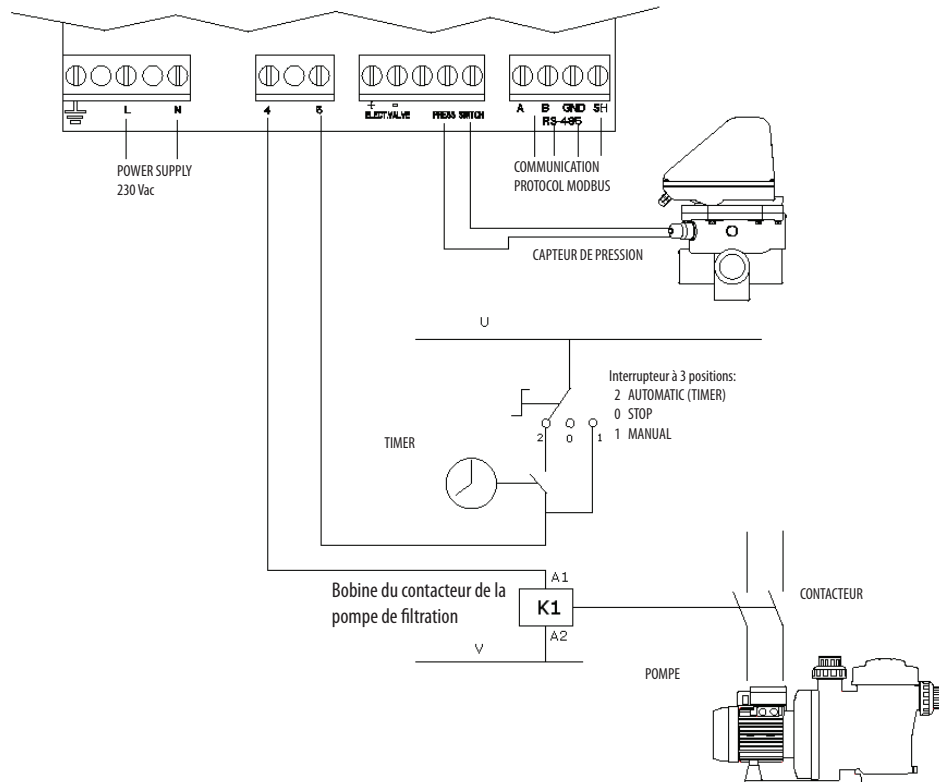 L N 4 5 + - A B GND SH
ELECT.VALVE PRESS SWITCH RS-485
POWER SUPPLY
230 Vac
COMMUNICATION
PROTOCOL MODBUS
CAPTEUR DE PRESSION
U
Interrupteur à 3 positions:
2 AUTOMATIC (TIMER)
0 STOP
1 MANUAL
2 0 1
TIMER
A1
Bobine du contacteur de la
pompe de filtration
K1
A2
V
CONTACTEUR
POMPE